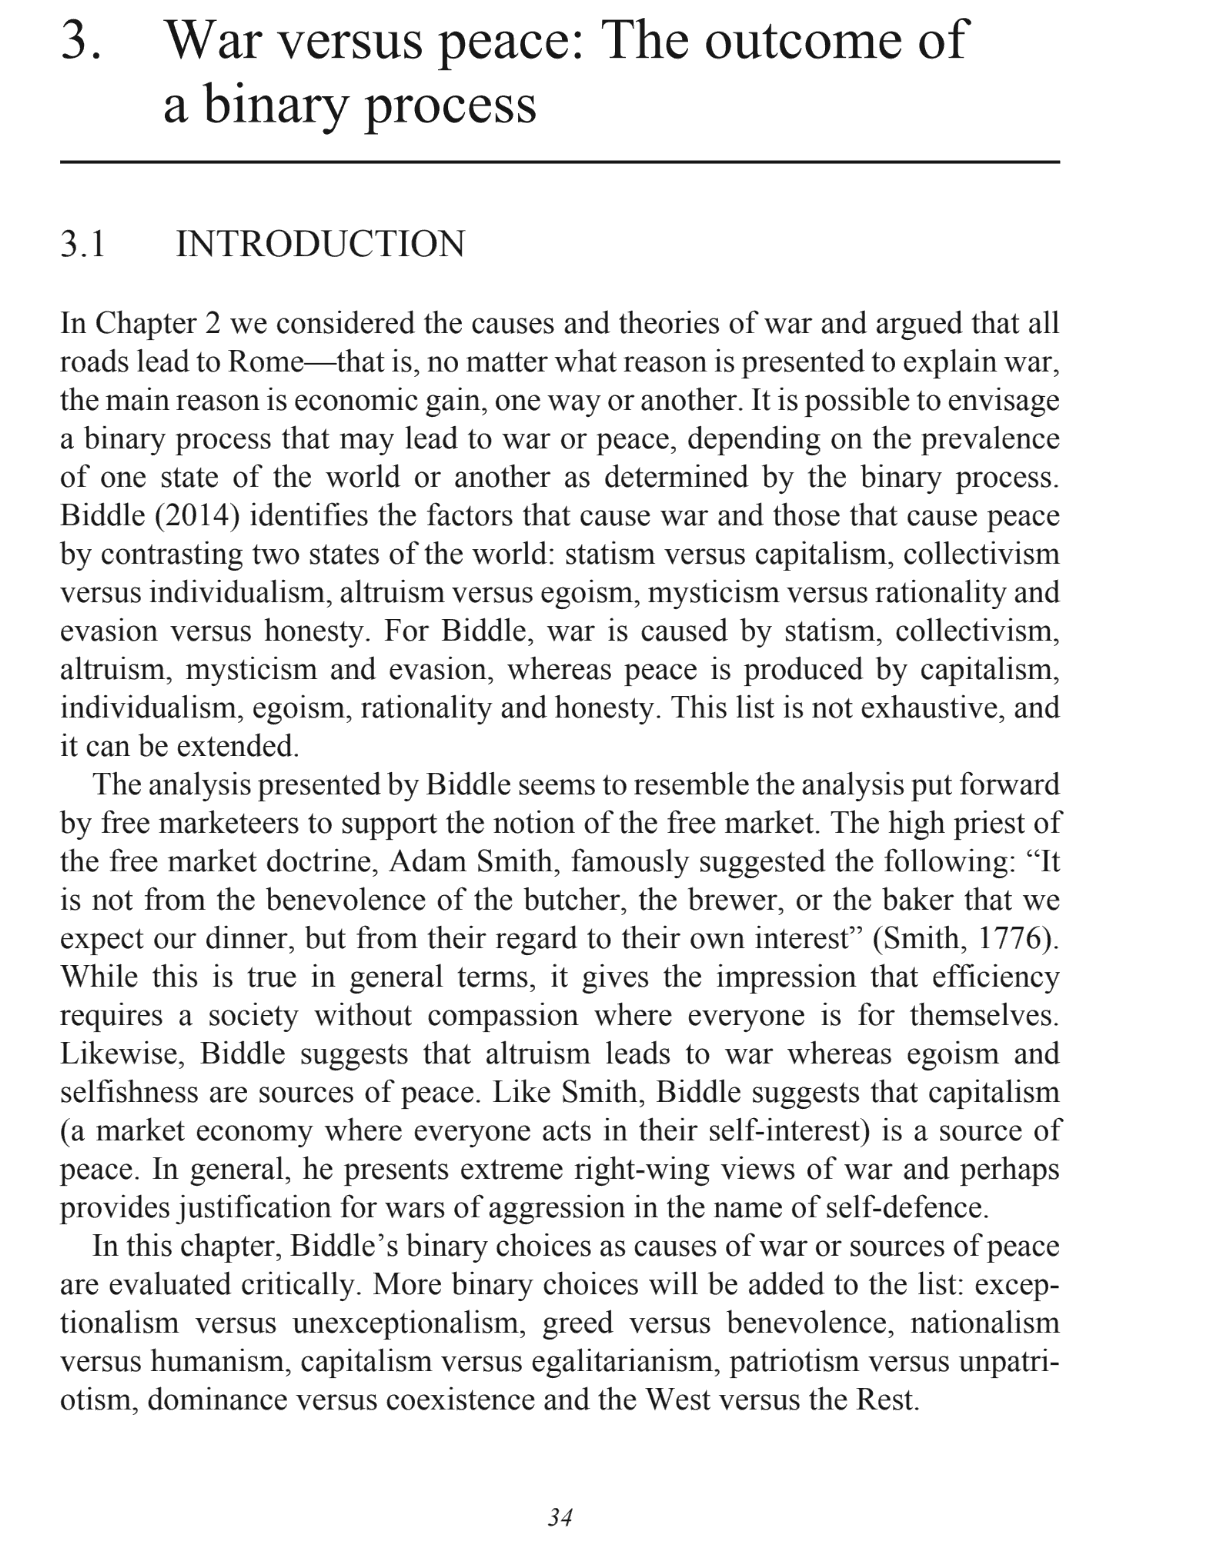 3. War versus peace: The outcome of
a binary process
3.1 INTRODUCTION
In Chapter 2 we considered the causes and theories of war and argued that all
roads lead to Rome—that is, no matter what reason is presented to explain war,
the main reason is economic gain, one way or another. It is possible to envisage
a binary process that may lead to war or peace, depending on the prevalence
of one state of the world or another as determined by the binary process.
Biddle (2014) identifies the factors that cause war and those that cause peace
by contrasting two states of the world: statism versus capitalism, collectivism
versus individualism, altruism versus egoism, mysticism versus rationality and
evasion versus honesty. For Biddle, war is caused by statism, collectivism,
altruism, mysticism and evasion, whereas peace is produced by capitalism,
individualism, egoism, rationality and honesty. This list is not exhaustive, and
it can be extended.
The analysis presented by Biddle seems to resemble the analysis put forward
by free marketeers to support the notion of the free market. The high priest of
the free market doctrine, Adam Smith, famously suggested the following: “It
is not from the benevolence of the butcher, the brewer, or the baker that we
expect our dinner, but from their regard to their own interest” (Smith, 1776).
While this is true in general terms, it gives the impression that efficiency
requires a society without compassion where everyone is for themselves.
Likewise, Biddle suggests that altruism leads to war whereas egoism and
selfishness are sources of peace. Like Smith, Biddle suggests that capitalism
(a market economy where everyone acts in their self-interest) is a source of
peace. In general, he presents extreme right-wing views of war and perhaps
provides justification for wars of aggression in the name of self-defence.
In this chapter, Biddle’s binary choices as causes of war or sources of peace
are evaluated critically. More binary choices will be added to the list: excep-
tionalism versus unexceptionalism, greed versus benevolence, nationalism
versus humanism, capitalism versus egalitarianism, patriotism versus unpatri-
otism, dominance versus coexistence and the West versus the Rest.
34